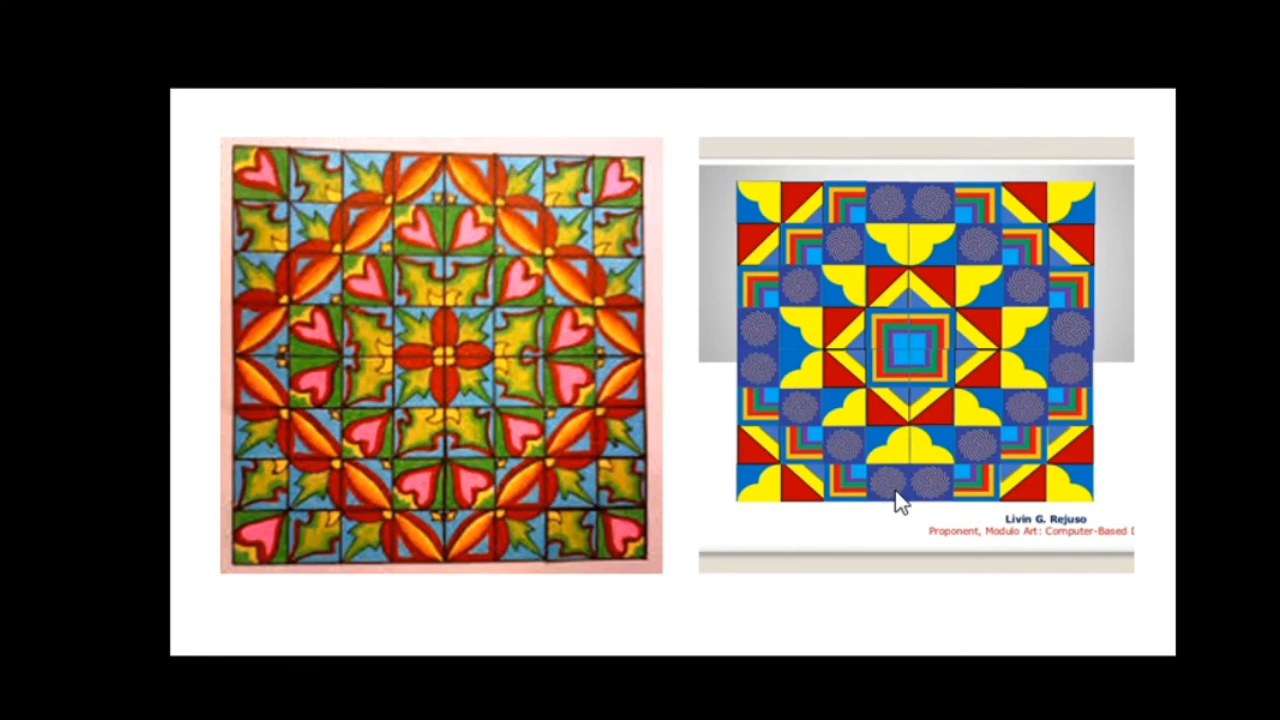 Livin G. Rejuso
Proponent, Modulo Art: Computer-Based